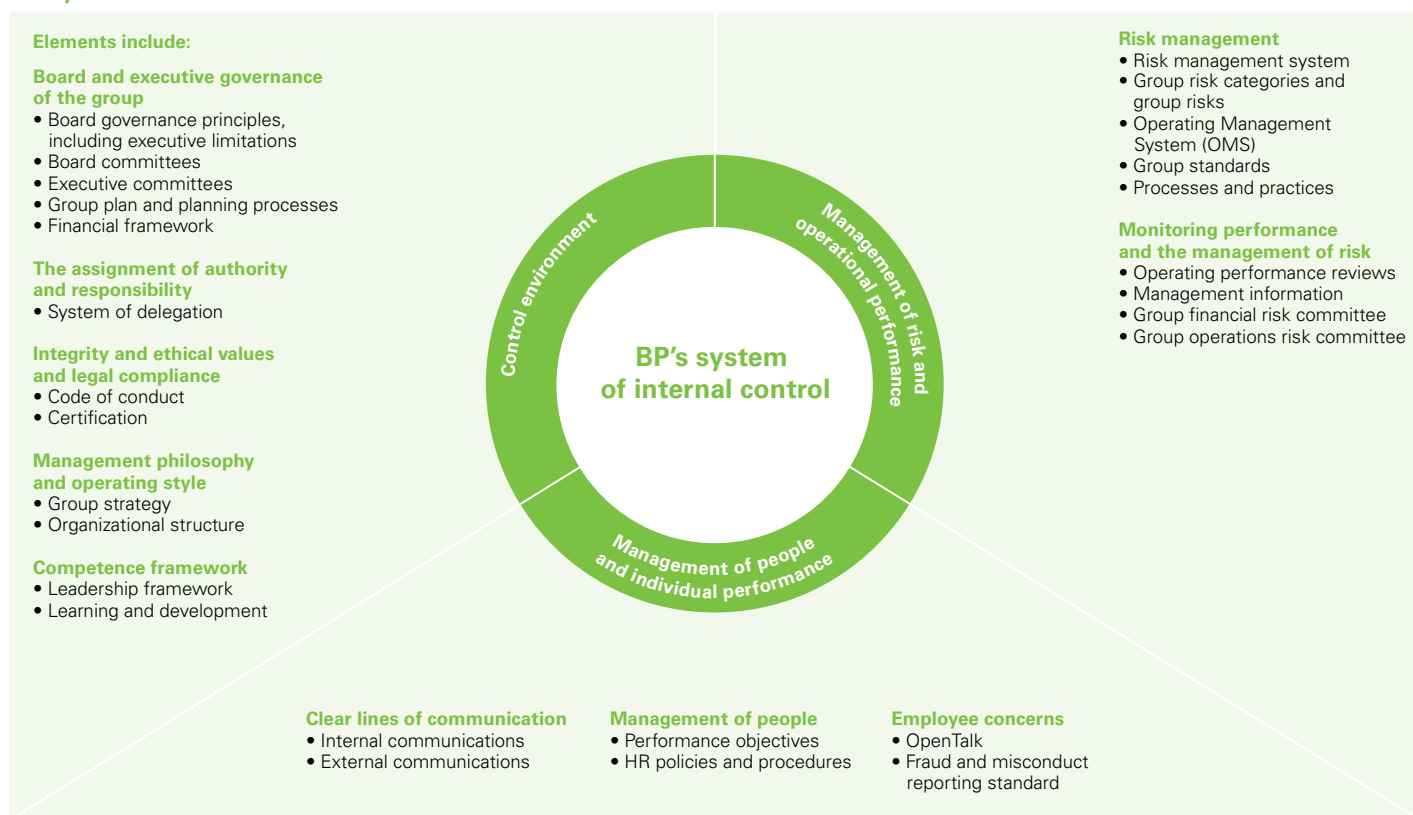 Elements include:
Board and executive governance
of the group
• Board governance principles,
including executive limitations
• Board committees
• Executive committees
• Group plan and planning processes
• Financial framework
The assignment of authority
and responsibility
• System of delegation
Integrity and ethical values
and legal compliance
• Code of conduct
• Certification
Management philosophy
and operating style
• Group strategy
• Organizational structure
Competence framework
• Leadership framework
• Learning and development
Control environment
BP’s system
of internal control
Management of risk and
operational performance
Management of people
and individual performance
Risk management
• Risk management system
• Group risk categories and
group risks
• Operating Management
System (OMS)
• Group standards
• Processes and practices
Monitoring performance
and the management of risk
• Operating performance reviews
• Management information
• Group financial risk committee
• Group operations risk committee
Clear lines of communication
• Internal communications
• External communications
Management of people
• Performance objectives
• HR policies and procedures
Employee concerns
• OpenTalk
• Fraud and misconduct
reporting standard